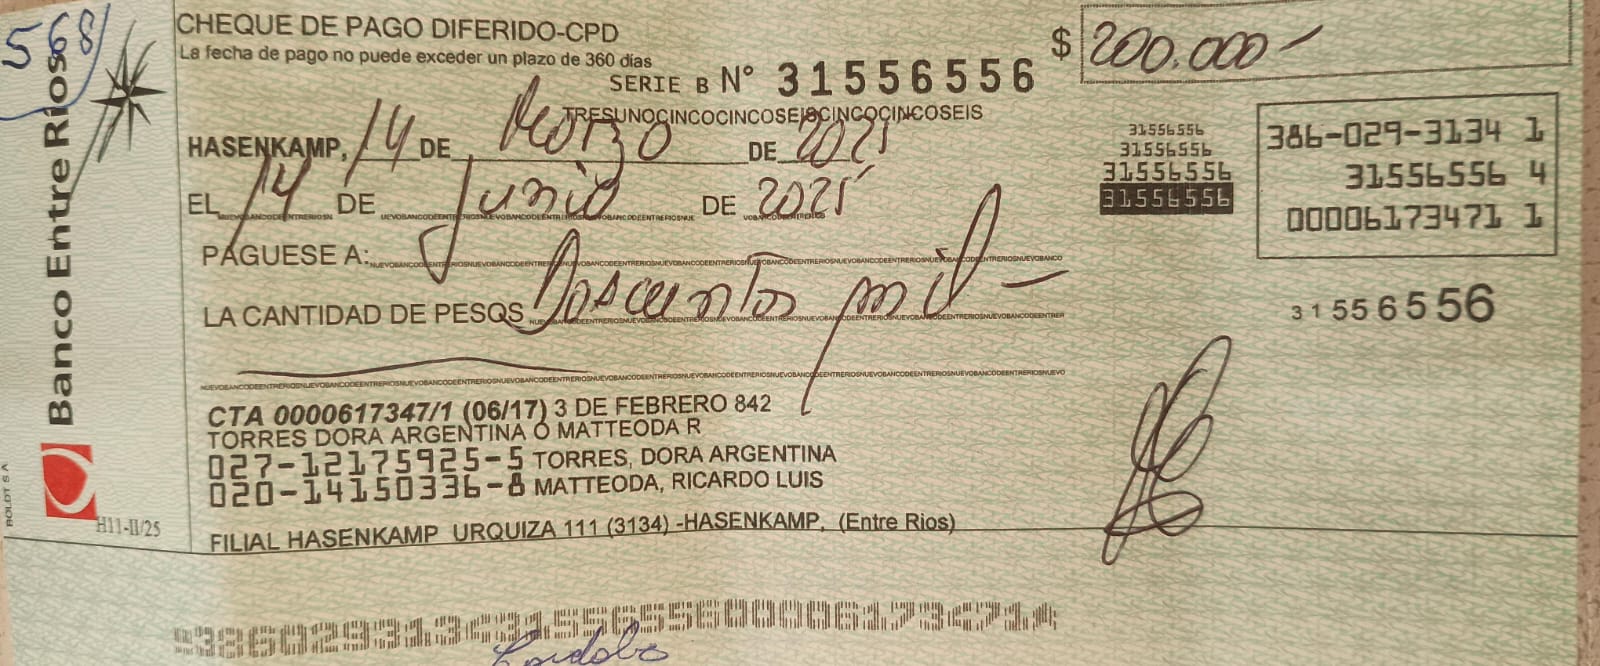 568
CHEQUE DE PAGO DIFERIDO-CPD
La fecha de pago no puede exceder un plazo de 360 días
$ 200.000-
SERIE B N° 31556556
TRESUNOCINCOCINCOSEISCINCOCINCOSEIS
HASENKAMP, 14 DE Marzo DE 2025
EL 14 DE Junio DE 2025
PÁGUESE A:
LA CANTIDAD DE PESOS Doscientos mil -
31556556
31556556
31556556
31556556
386-029-3134 1
31556556 4
00006173471 1
31556556
CTA 0000617347/1 (06/17) 3 DE FEBRERO 842
TORRES DORA ARGENTINA O MATTEODA R
027-12175925-5 TORRES, DORA ARGENTINA
020-14150336-8 MATTEODA, RICARDO LUIS
FILIAL HASENKAMP URQUIZA 111 (3134) -HASENKAMP, (Entre Rios)
Banco Entre Ríos
BOLDT S.A.
H11-II/25
Cordoba